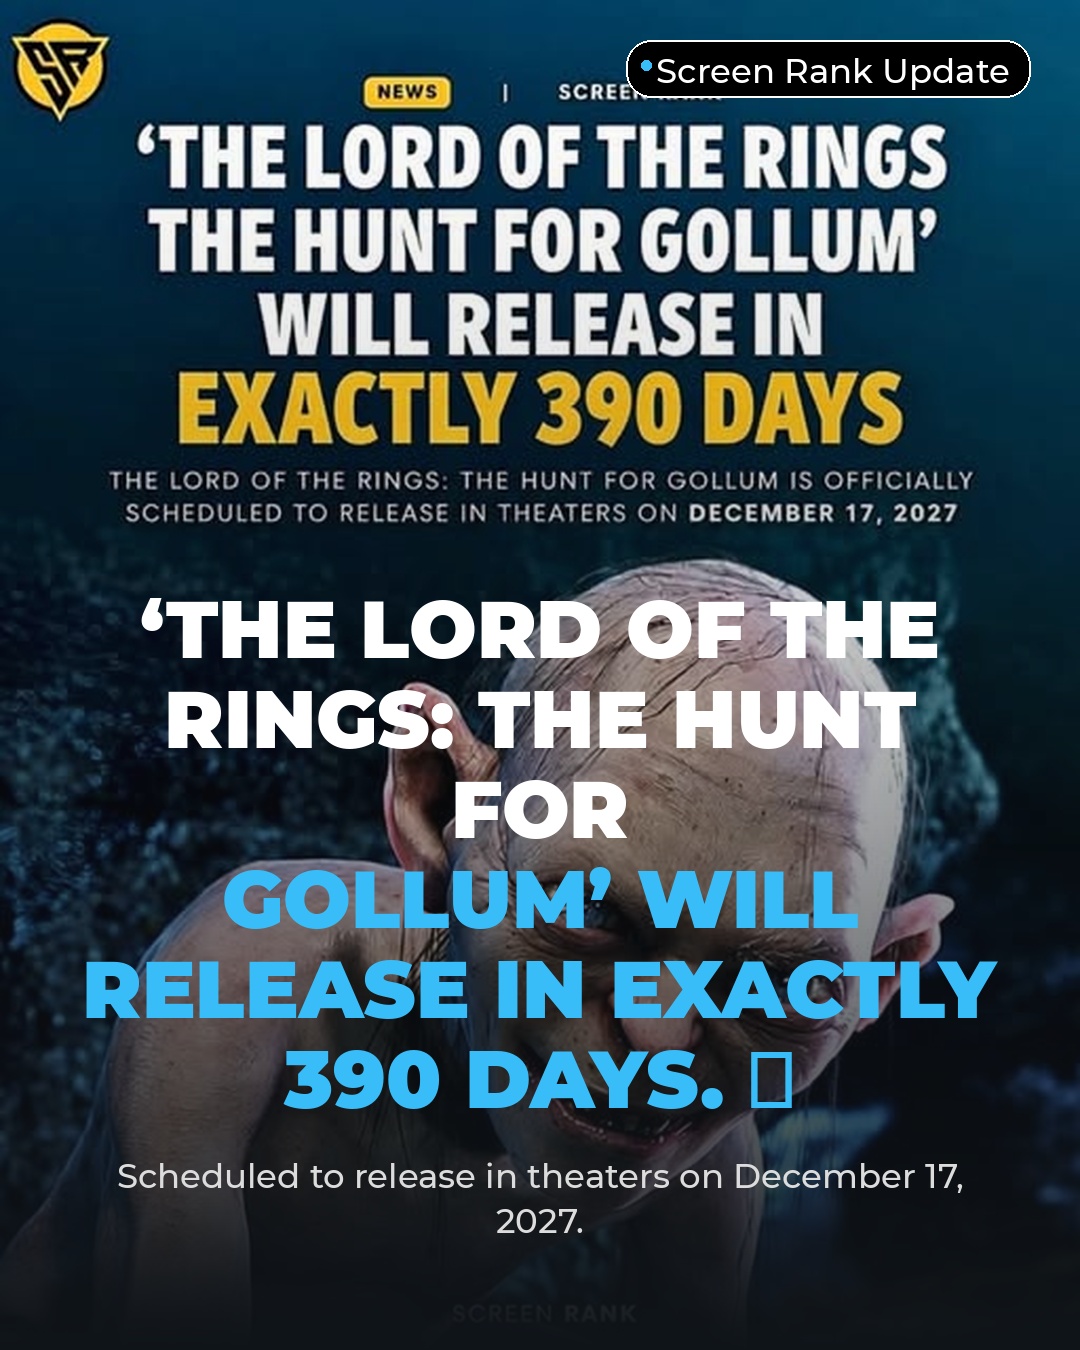 SR
NEWS | SCREEN RANK
Screen Rank Update
‘THE LORD OF THE RINGS
THE HUNT FOR GOLLUM’
WILL RELEASE IN
EXACTLY 390 DAYS
THE LORD OF THE RINGS: THE HUNT FOR GOLLUM IS OFFICIALLY
SCHEDULED TO RELEASE IN THEATERS ON DECEMBER 17, 2027
‘THE LORD OF THE
RINGS: THE HUNT
FOR
GOLLUM’ WILL
RELEASE IN EXACTLY
390 DAYS.
Scheduled to release in theaters on December 17,
2027.
SCREEN RANK